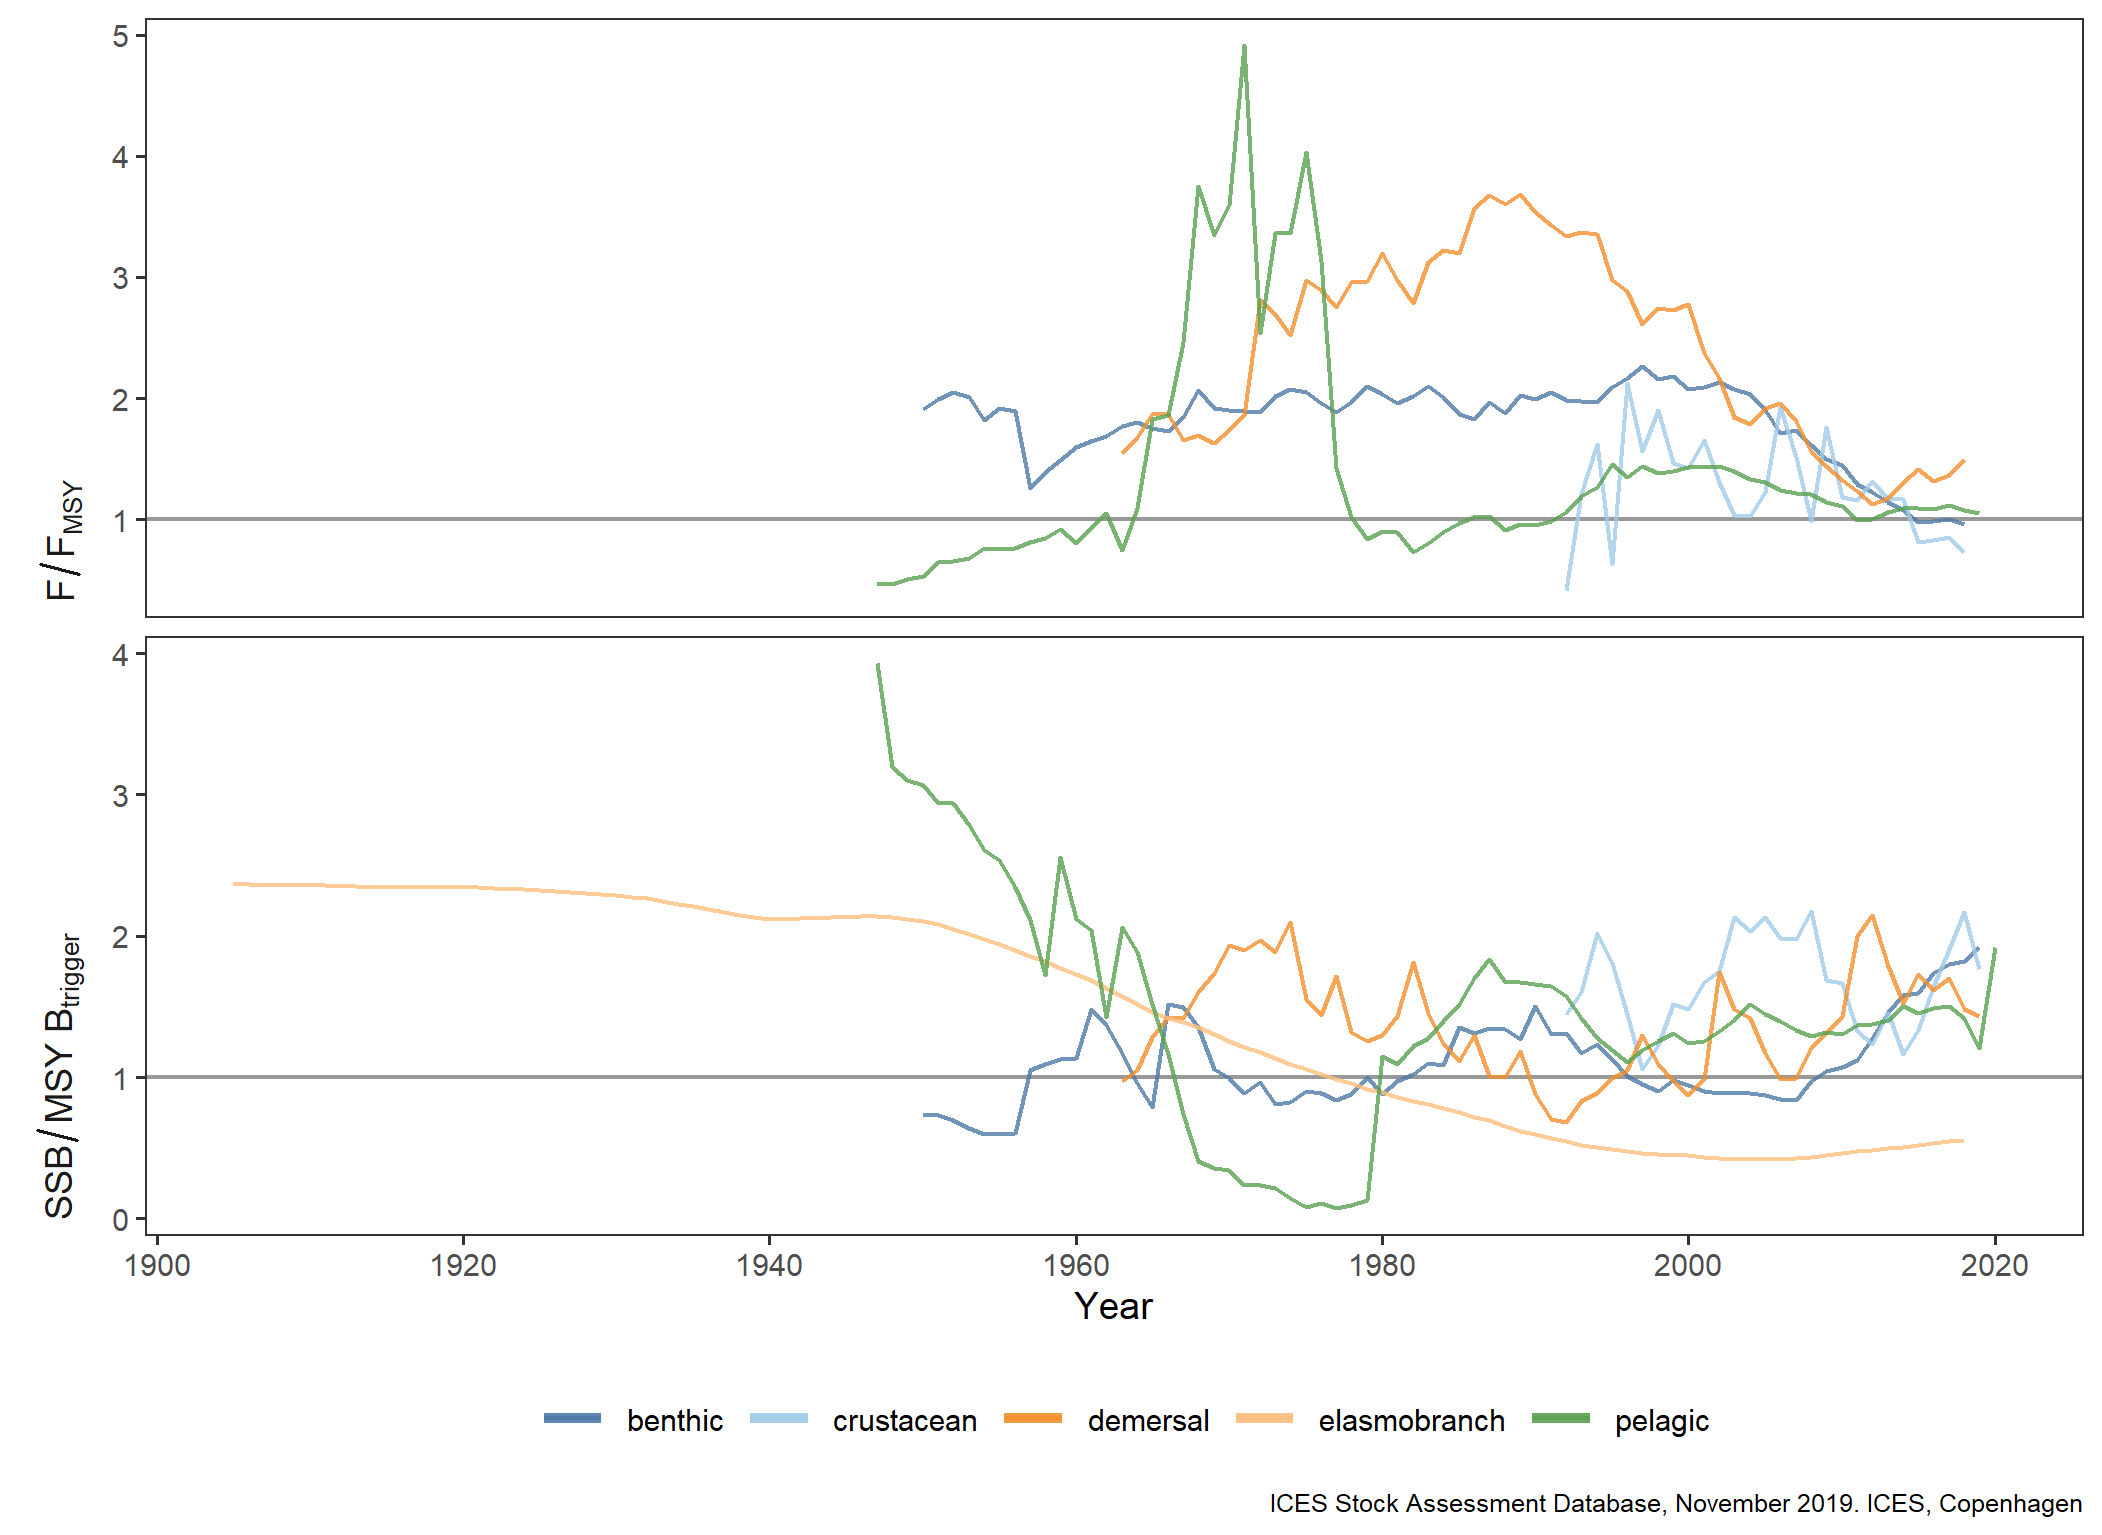 5
4
3
2
1
F/F_MSY
4
3
2
1
0
SSB/MSY B_trigger
1900 1920 1940 1960 1980 2000 2020
Year
benthic crustacean demersal elasmobranch pelagic
ICES Stock Assessment Database, November 2019. ICES, Copenhagen